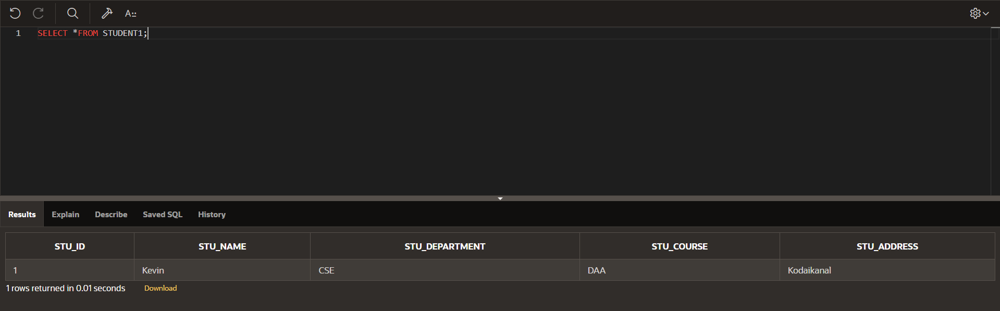 A::
1 SELECT *FROM STUDENT1;
Results Explain Describe Saved SQL History
STU_ID STU_NAME STU_DEPARTMENT STU_COURSE STU_ADDRESS
1 Kevin CSE DAA Kodaikanal
1 rows returned in 0.01 seconds Download